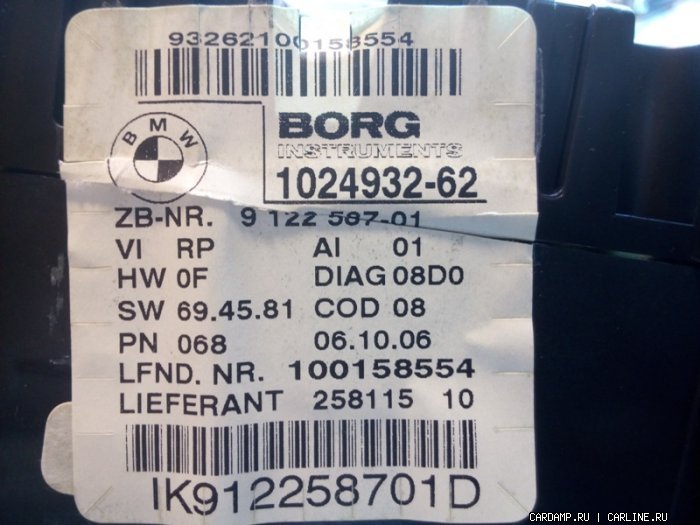 93262100158554
BMW
BORG
INSTRUMENTS
1024932-62
ZB-NR. 9 122 587-01
VI RP AI 01
HW 0F DIAG 08D0
SW 69.45.81 COD 08
PN 068 06.10.06
LFND. NR. 100158554
LIEFERANT 258115 10
IK912258701D
CARDAMP.RU | CARLINE.RU